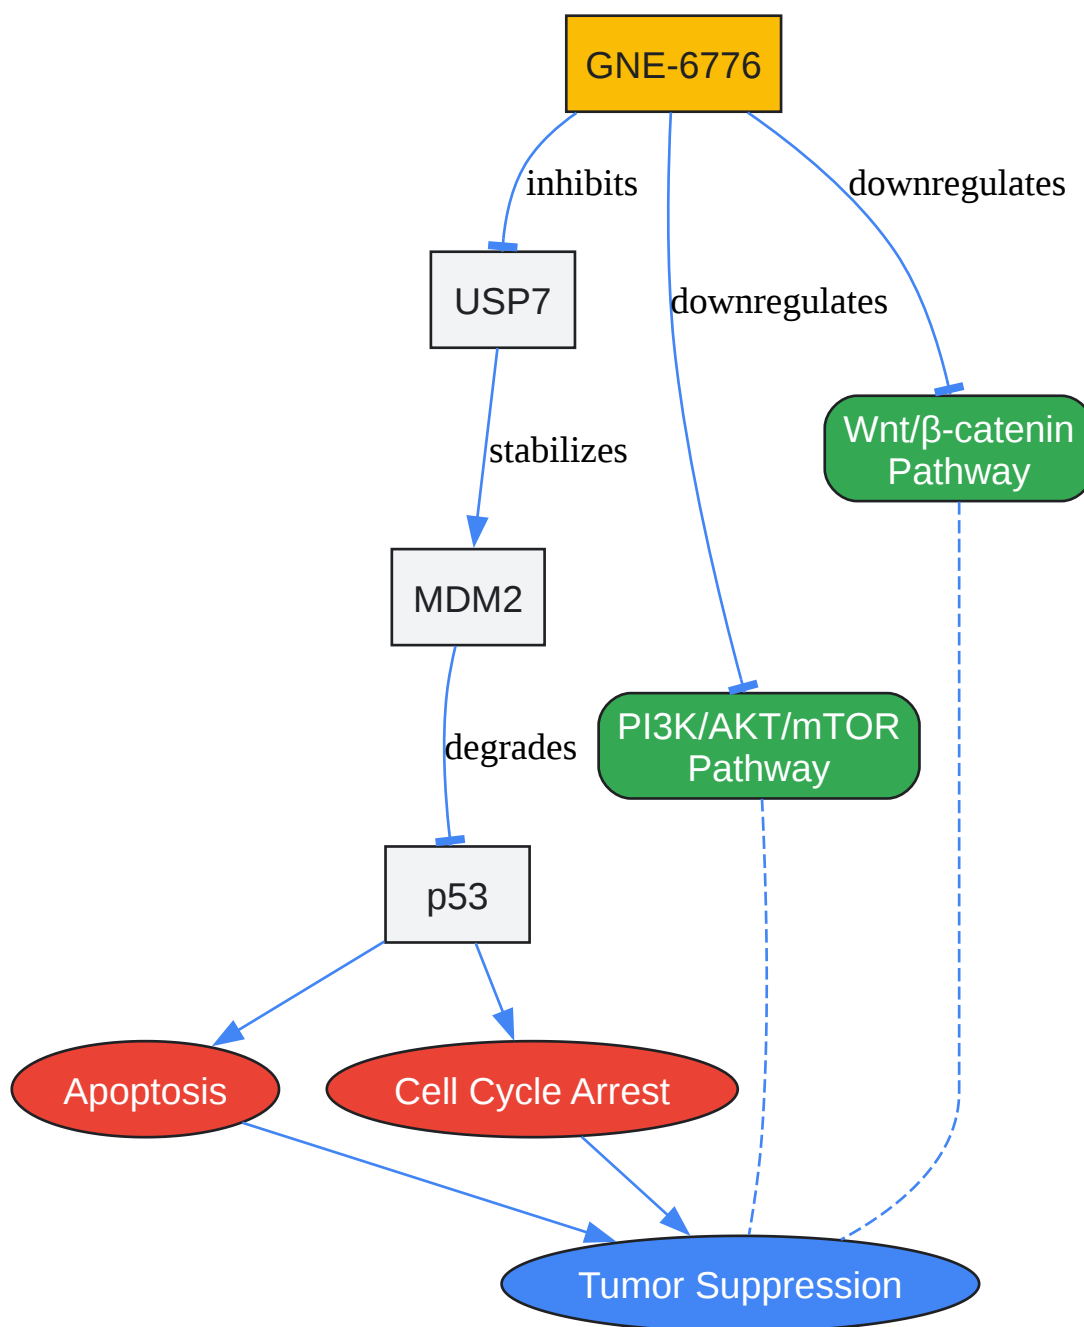 GNE-6776
inhibits
downregulates
USP7
downregulates
Wnt/β-catenin
Pathway
stabilizes
MDM2
PI3K/AKT/mTOR
Pathway
degrades
p53
Apoptosis
Cell Cycle Arrest
Tumor Suppression